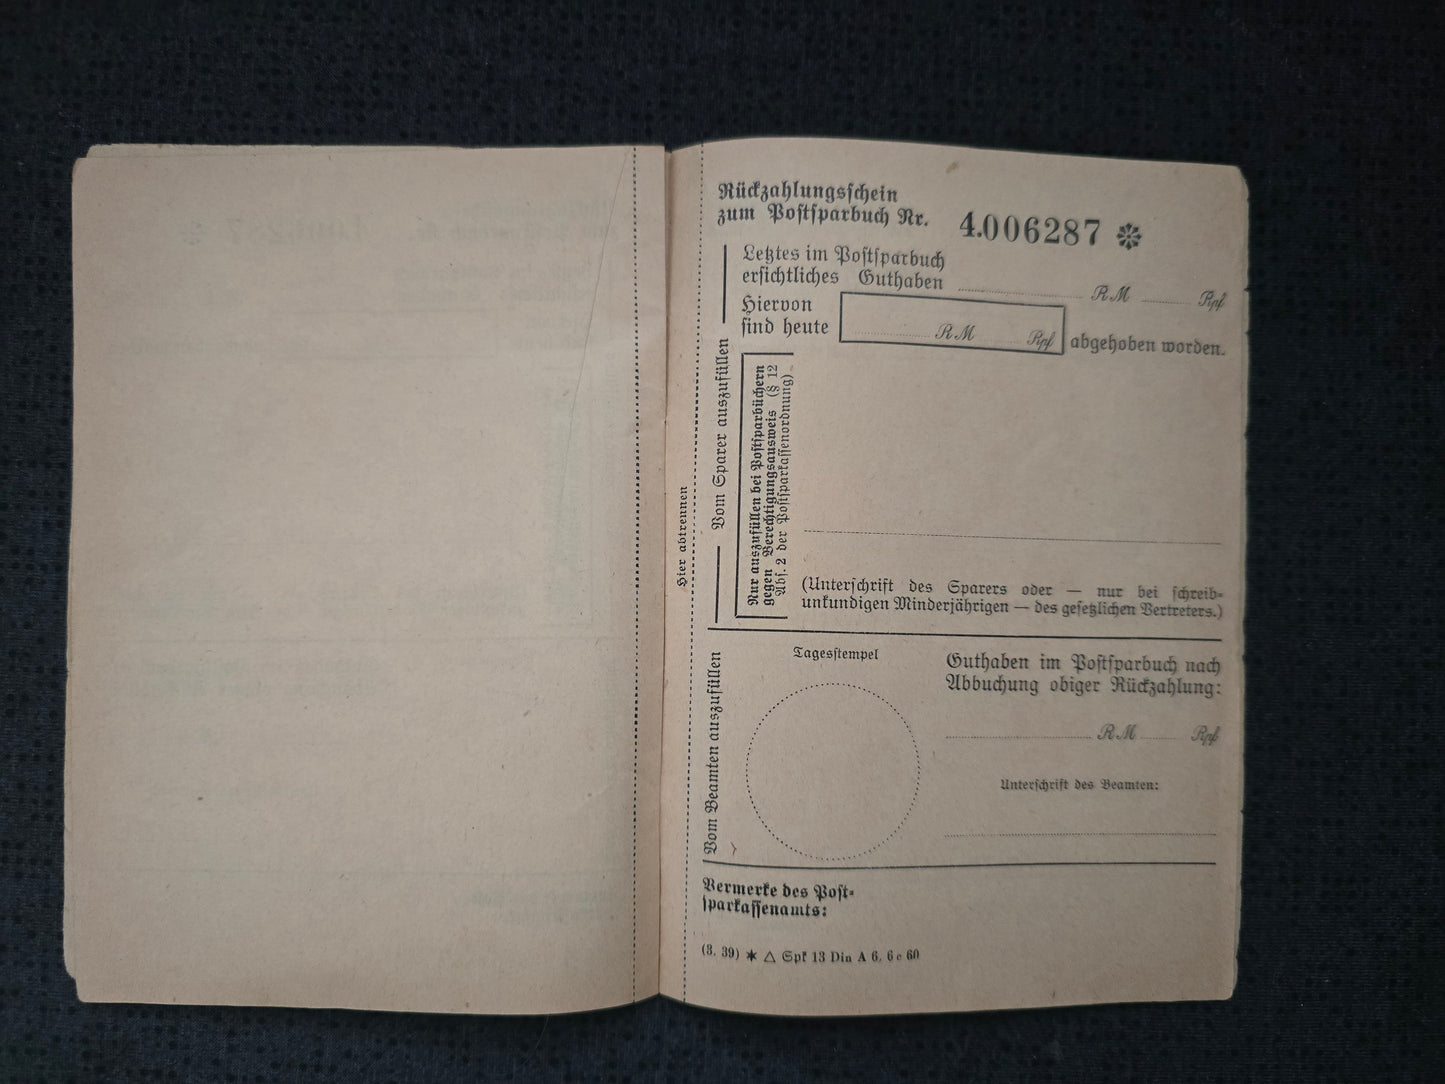 Rückzahlungsschein
zum Postsparbuch Nr. 4.006287 ✻
Letztes im Postsparbuch
ersichtliches Guthaben RM Rpf
Hiervon
sind heute RM Rpf abgehoben worden.
Hier abtrennen
Vom Sparer auszufüllen
Nur auszufüllen bei Postsparbüchern
gegen Berechtigungsausweis (§ 12
Abs. 2 der Postsparkassenordnung)
(Unterschrift des Sparers oder — nur bei schreib-
unkundigen Minderjährigen — des gesetzlichen Vertreters.)
Vom Beamten auszufüllen
Tagesstempel
Guthaben im Postsparbuch nach
Abbuchung obiger Rückzahlung:
RM Rpf
Unterschrift des Beamten:
Vermerke des Post-
sparkassenamts:
(3. 39) ✶ △ Spk 13 Din A 6. 6 c 60